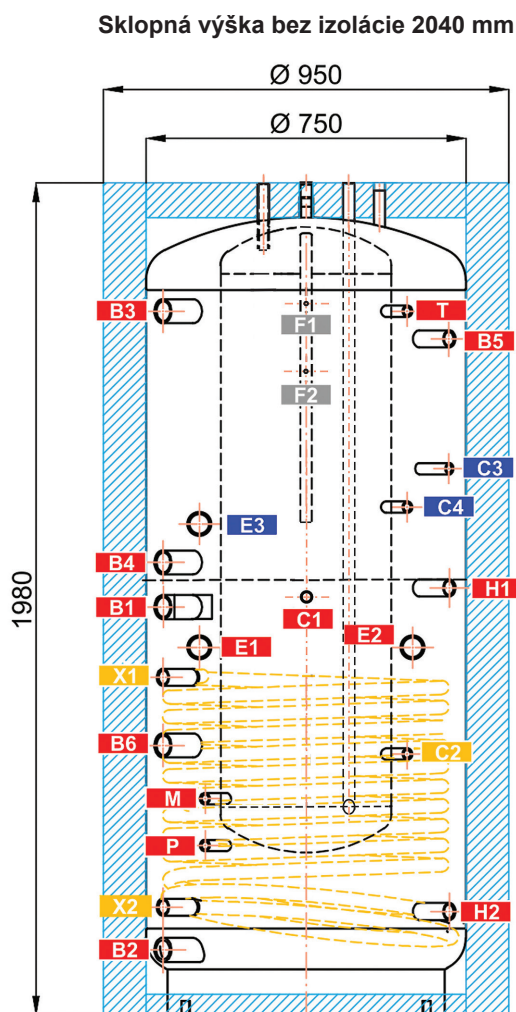 Sklopná výška bez izolácie 2040 mm
Ø 950
Ø 750
1980
B3
T
F1
B5
F2
C3
C4
E3
B4
H1
B1
C1
E1
E2
X1
B6
C2
M
P
X2
H2
B2